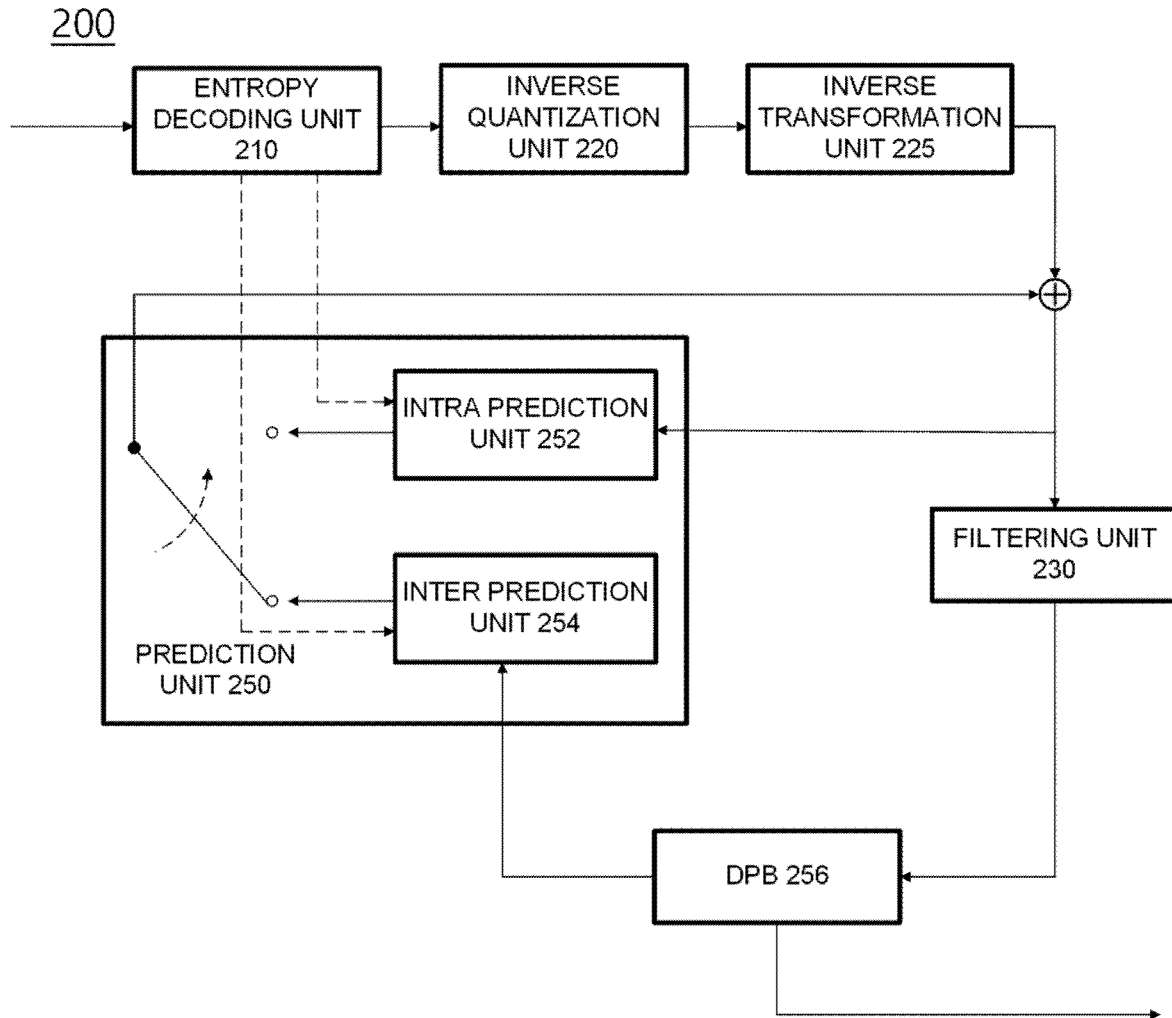 200
ENTROPY
DECODING UNIT
210
INVERSE
QUANTIZATION
UNIT 220
INVERSE
TRANSFORMATION
UNIT 225
INTRA PREDICTION
UNIT 252
FILTERING UNIT
230
INTER PREDICTION
UNIT 254
PREDICTION
UNIT 250
DPB 256